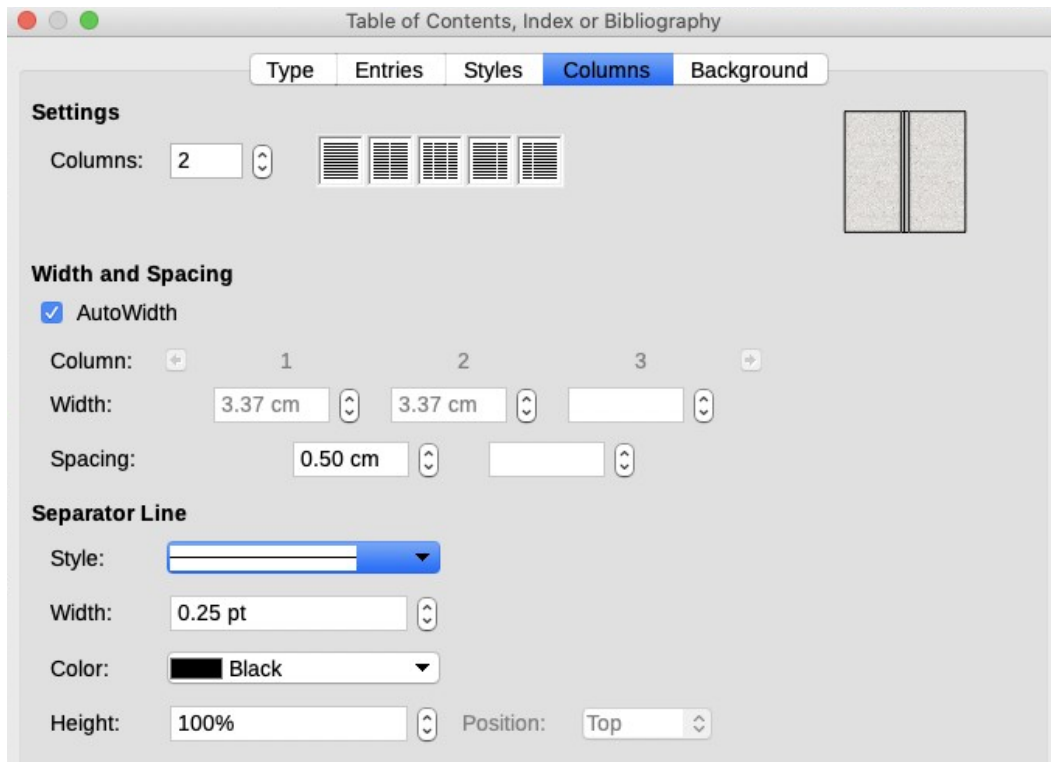 Table of Contents, Index or Bibliography
Type Entries Styles Columns Background
Settings
Columns: 2
Width and Spacing
AutoWidth
Column: 1 2 3
Width: 3.37 cm 3.37 cm
Spacing: 0.50 cm
Separator Line
Style:
Width: 0.25 pt
Color: Black
Height: 100% Position: Top